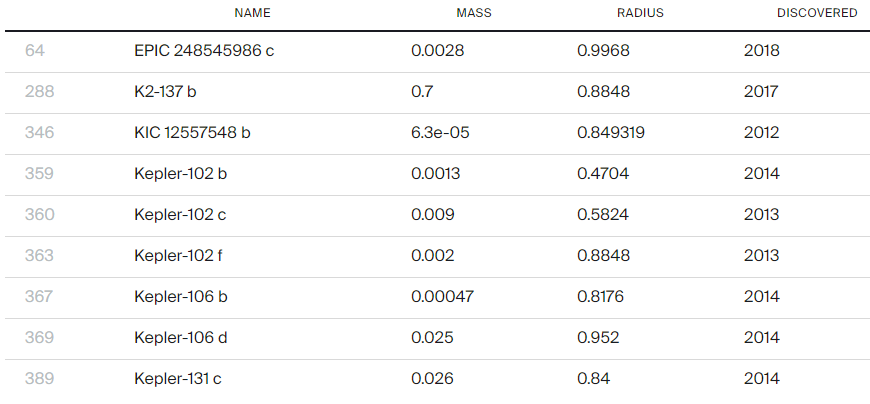 NAME MASS RADIUS DISCOVERED
64 EPIC 248545986 c 0.0028 0.9968 2018
288 K2-137 b 0.7 0.8848 2017
346 KIC 12557548 b 6.3e-05 0.849319 2012
359 Kepler-102 b 0.0013 0.4704 2014
360 Kepler-102 c 0.009 0.5824 2013
363 Kepler-102 f 0.002 0.8848 2013
367 Kepler-106 b 0.00047 0.8176 2014
369 Kepler-106 d 0.025 0.952 2014
389 Kepler-131 c 0.026 0.84 2014